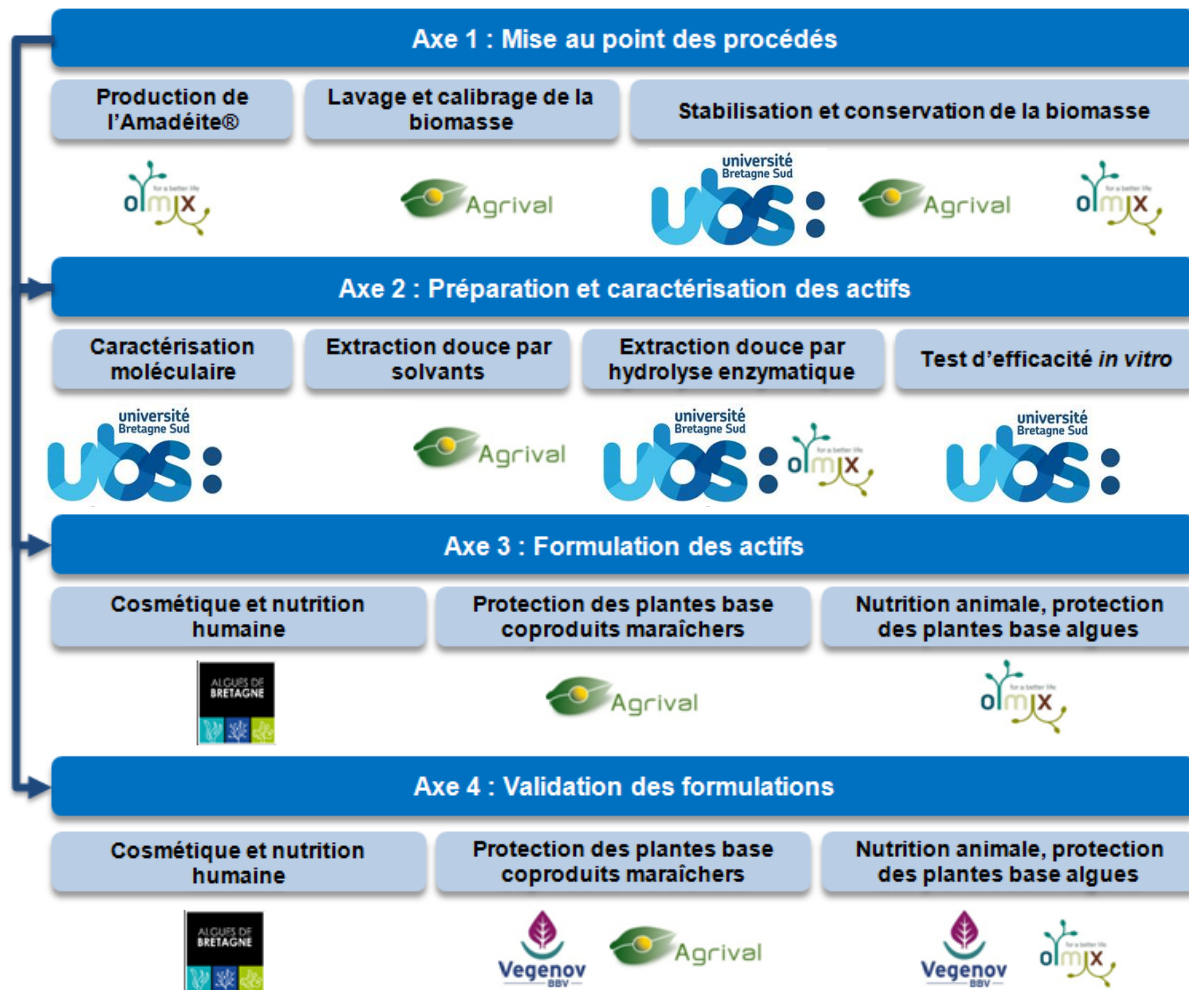 Axe 1 : Mise au point des procédés
Production de
l'Amadéite®
Lavage et calibrage de la
biomasse
Stabilisation et conservation de la biomasse
for a better life
olmix
Agrival
université
Bretagne Sud
ubs:
Agrival
for a better life
olmix
Axe 2 : Préparation et caractérisation des actifs
Caractérisation
moléculaire
Extraction douce par
solvants
Extraction douce par
hydrolyse enzymatique
Test d'efficacité in vitro
université
Bretagne Sud
ubs:
Agrival
université
Bretagne Sud
ubs:
for a better life
olmix
université
Bretagne Sud
ubs:
Axe 3 : Formulation des actifs
Cosmétique et nutrition
humaine
Protection des plantes base
coproduits maraîchers
Nutrition animale, protection
des plantes base algues
ALGUES DE
BRETAGNE
Agrival
for a better life
olmix
Axe 4 : Validation des formulations
Cosmétique et nutrition
humaine
Protection des plantes base
coproduits maraîchers
Nutrition animale, protection
des plantes base algues
ALGUES DE
BRETAGNE
Vegenov
BBV
Agrival
Vegenov
BBV
for a better life
olmix